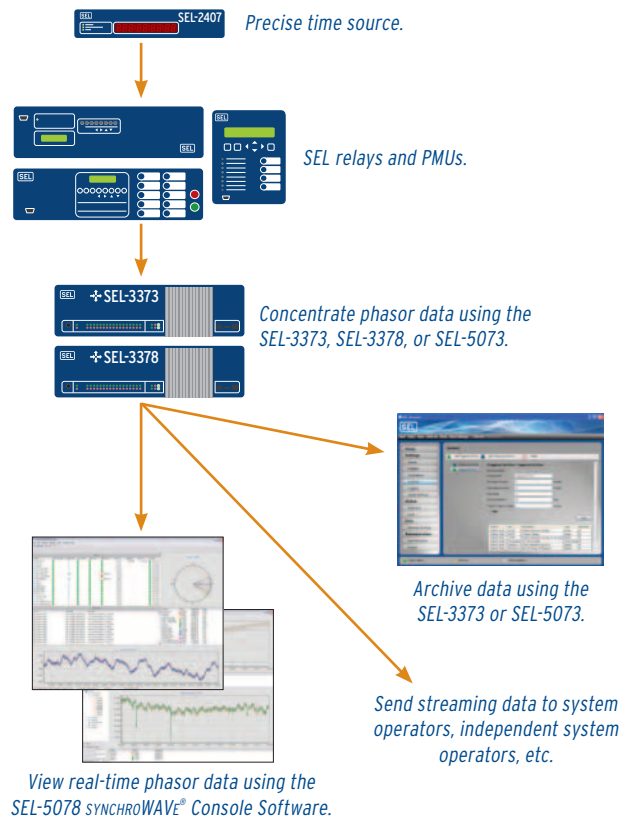 SEL
SEL-2407
Precise time source.
SEL
SEL
SEL
SEL relays and PMUs.
SEL
SEL-3373
SEL
SEL-3378
Concentrate phasor data using the
SEL-3373, SEL-3378, or SEL-5073.
SEL
Archive data using the
SEL-3373 or SEL-5073.
Send streaming data to system
operators, independent system
operators, etc.
View real-time phasor data using the
SEL-5078 SYNCHROWAVE® Console Software.